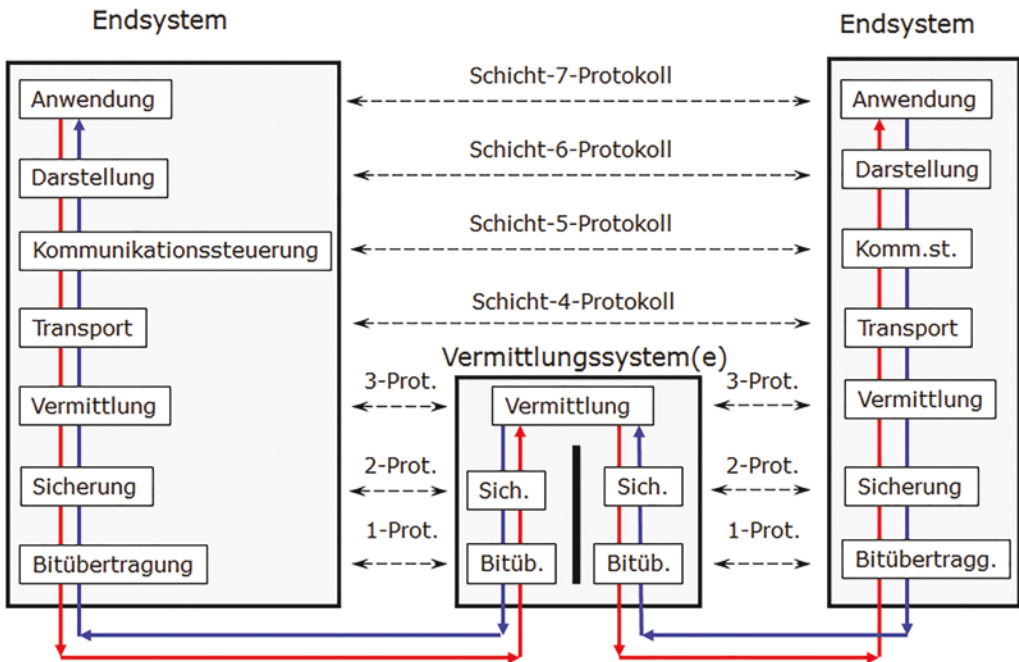 Endsystem
Endsystem
Anwendung
Schicht-7-Protokoll
Anwendung
Darstellung
Schicht-6-Protokoll
Darstellung
Kommunikationssteuerung
Schicht-5-Protokoll
Komm.st.
Transport
Schicht-4-Protokoll
Transport
Vermittlungssystem(e)
Vermittlung
3-Prot.
Vermittlung
3-Prot.
Vermittlung
Sicherung
2-Prot.
Sich.
Sich.
2-Prot.
Sicherung
Bitübertragung
1-Prot.
Bitüb.
Bitüb.
1-Prot.
Bitübertragg.